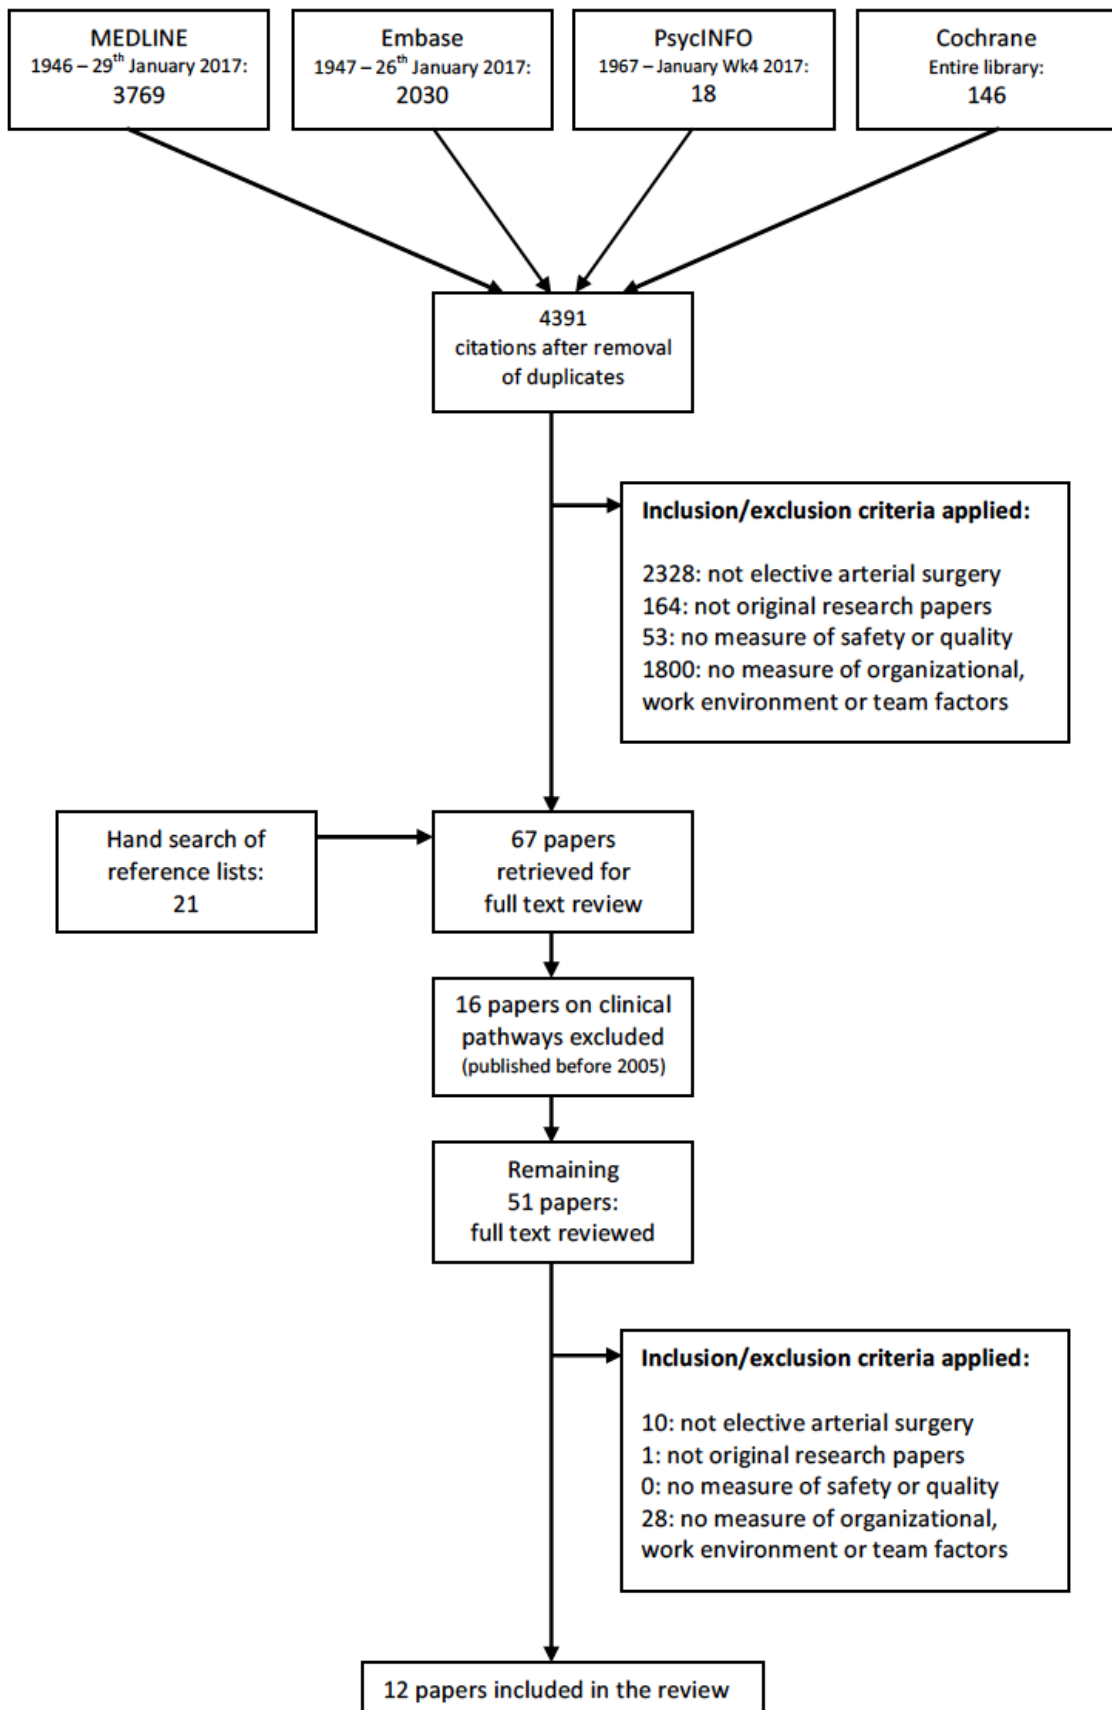 MEDLINE
1946 – 29th January 2017:
3769
Embase
1947 – 26th January 2017:
2030
PsycINFO
1967 – January Wk4 2017:
18
Cochrane
Entire library:
146
4391
citations after removal
of duplicates
Inclusion/exclusion criteria applied:
2328: not elective arterial surgery
164: not original research papers
53: no measure of safety or quality
1800: no measure of organizational,
work environment or team factors
Hand search of
reference lists:
21
67 papers
retrieved for
full text review
16 papers on clinical
pathways excluded
(published before 2005)
Remaining
51 papers:
full text reviewed
Inclusion/exclusion criteria applied:
10: not elective arterial surgery
1: not original research papers
0: no measure of safety or quality
28: no measure of organizational,
work environment or team factors
12 papers included in the review